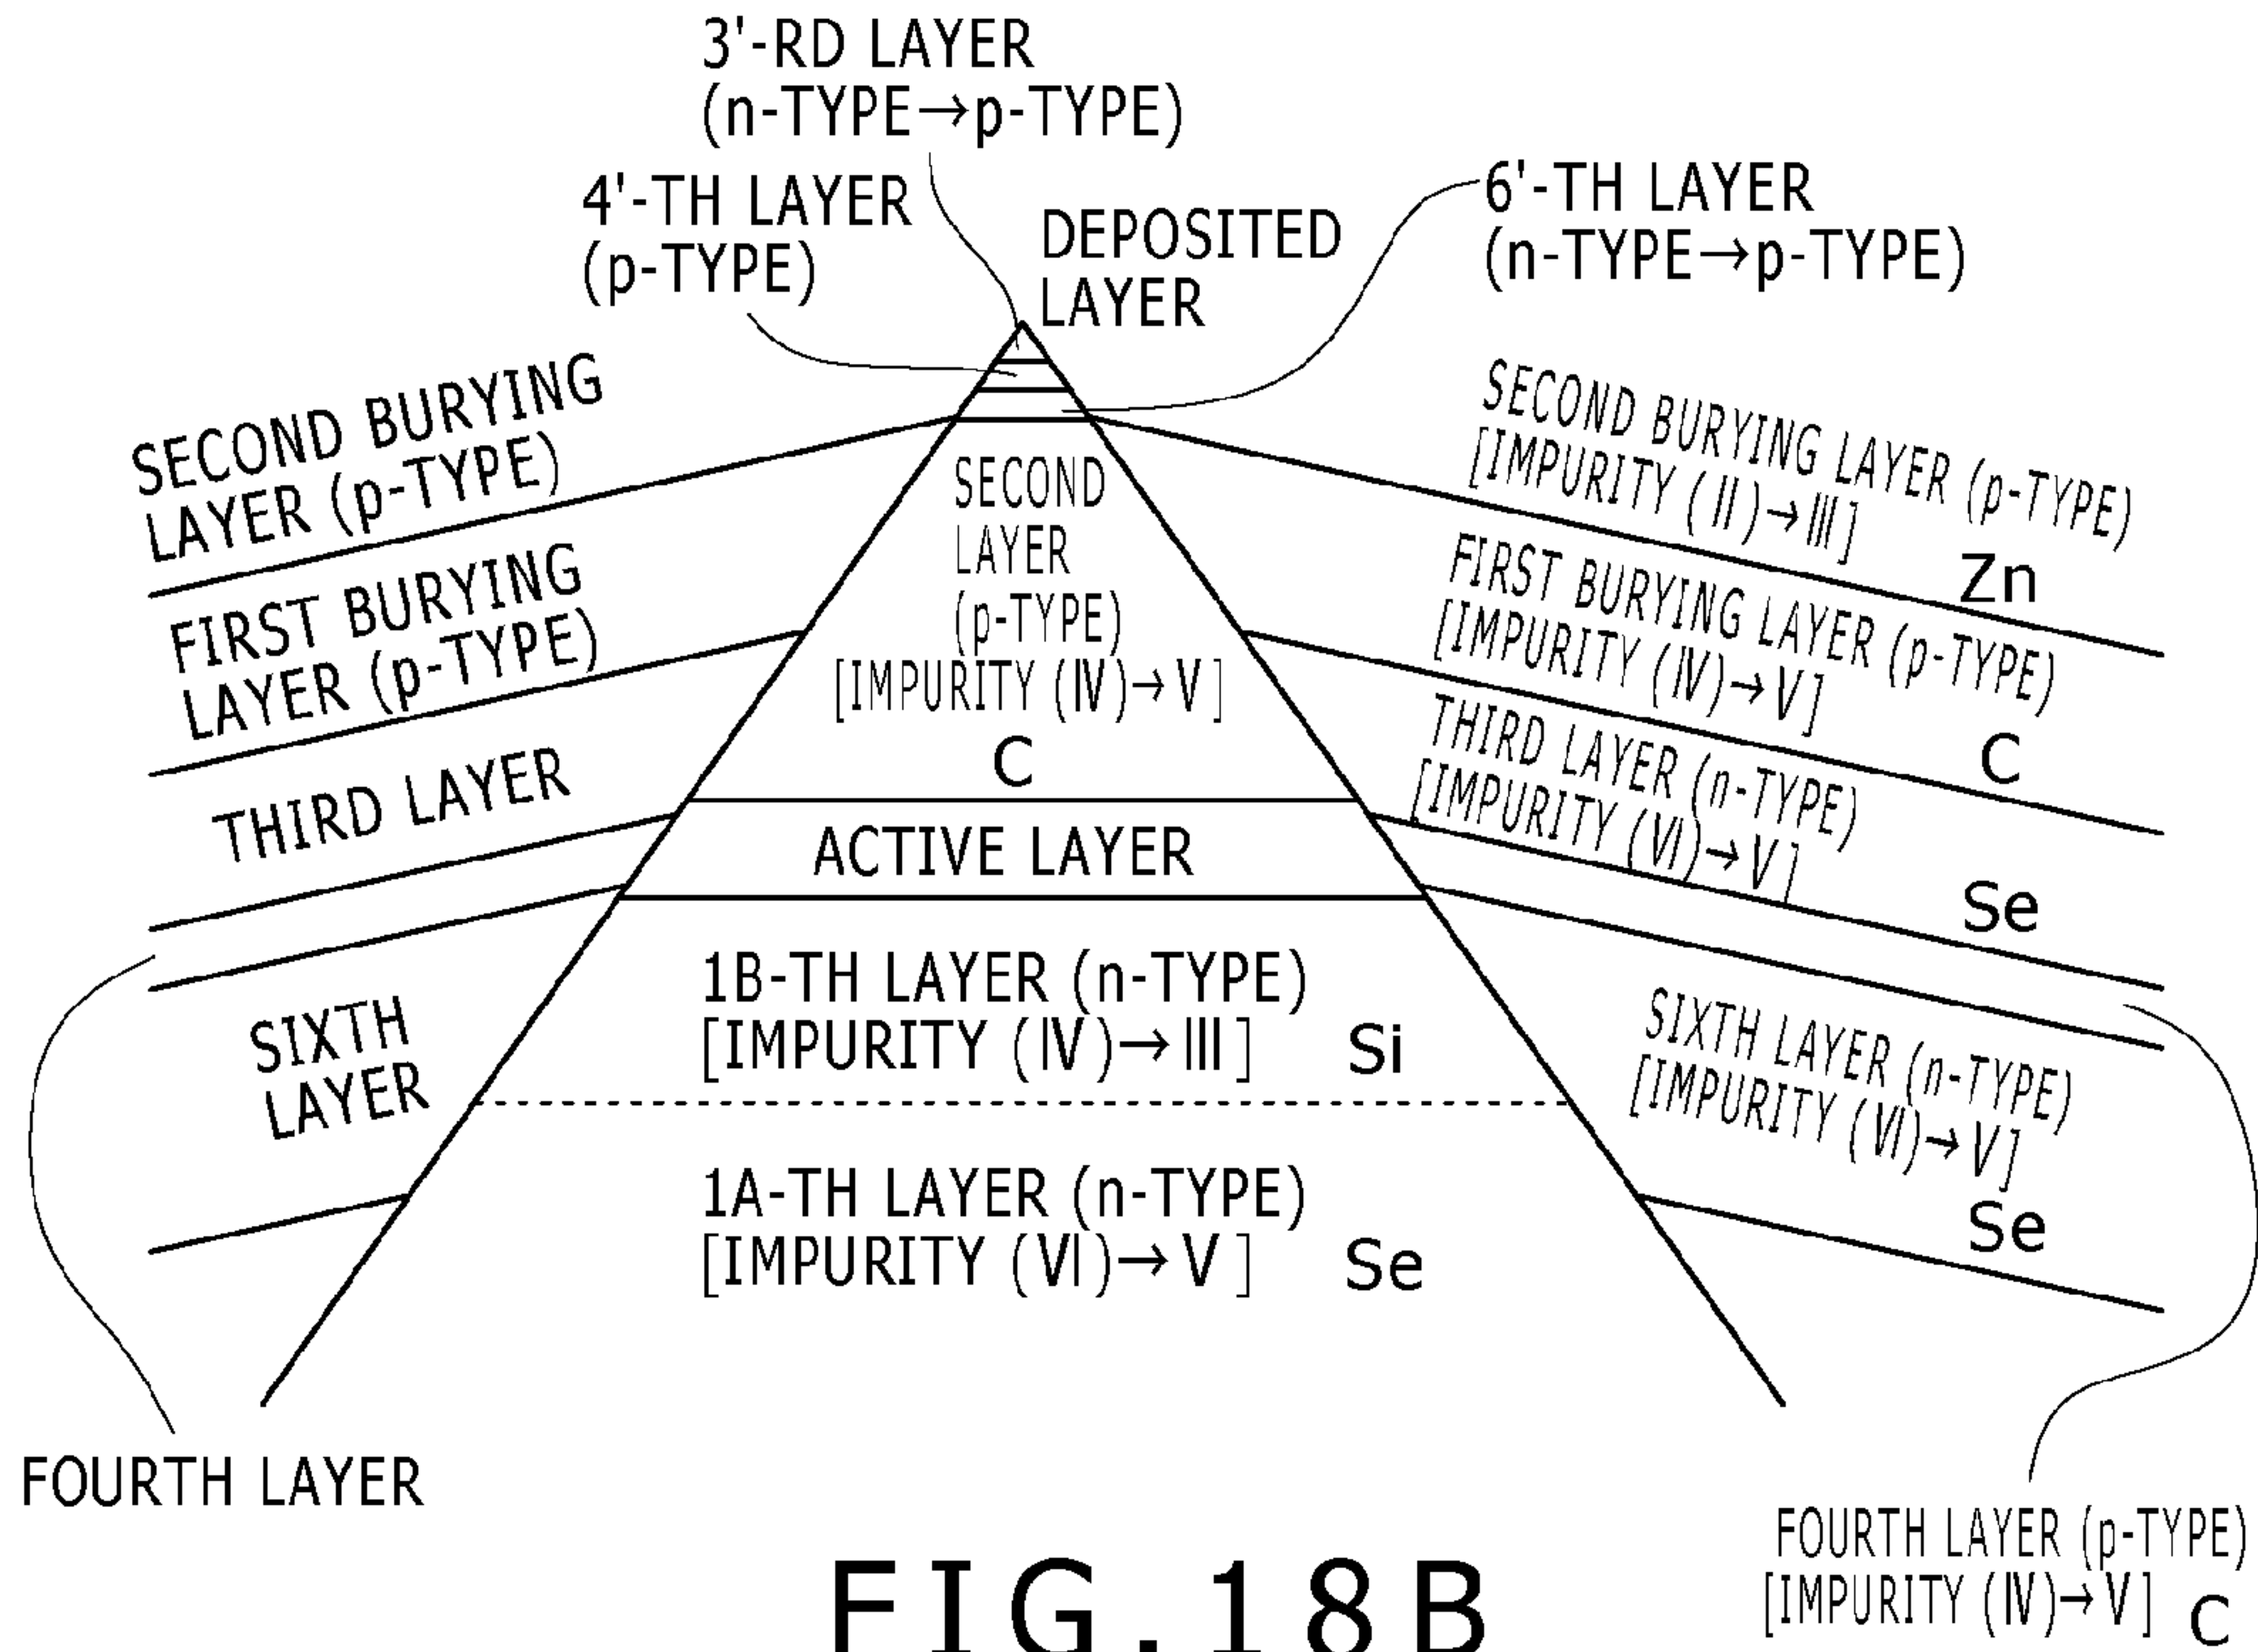 3'-RD LAYER
(n-TYPE→p-TYPE)
4'-TH LAYER
(p-TYPE)
DEPOSITED
LAYER
6'-TH LAYER
(n-TYPE→p-TYPE)
SECOND BURYING
LAYER (p-TYPE)
FIRST BURYING
LAYER (p-TYPE)
THIRD LAYER
SIXTH
LAYER
FOURTH LAYER
SECOND
LAYER
(p-TYPE)
[IMPURITY (IV)→V]
C
ACTIVE LAYER
1B-TH LAYER (n-TYPE)
[IMPURITY (IV)→III] Si
1A-TH LAYER (n-TYPE)
[IMPURITY (VI)→V] Se
SECOND BURYING LAYER (p-TYPE)
[IMPURITY (II)→III]
Zn
FIRST BURYING LAYER (p-TYPE)
[IMPURITY (IV)→V]
C
THIRD LAYER (n-TYPE)
[IMPURITY (VI)→V]
Se
SIXTH LAYER (n-TYPE)
[IMPURITY (VI)→V]
Se
FOURTH LAYER (p-TYPE)
[IMPURITY (IV)→V] C
FIG.18B